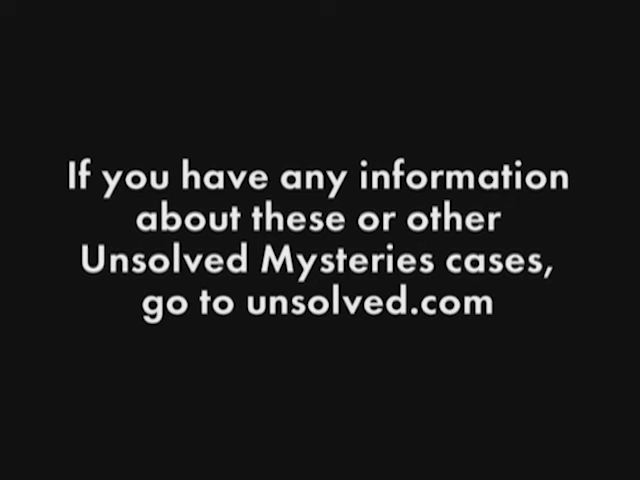 If you have any information
about these or other
Unsolved Mysteries cases,
go to unsolved.com